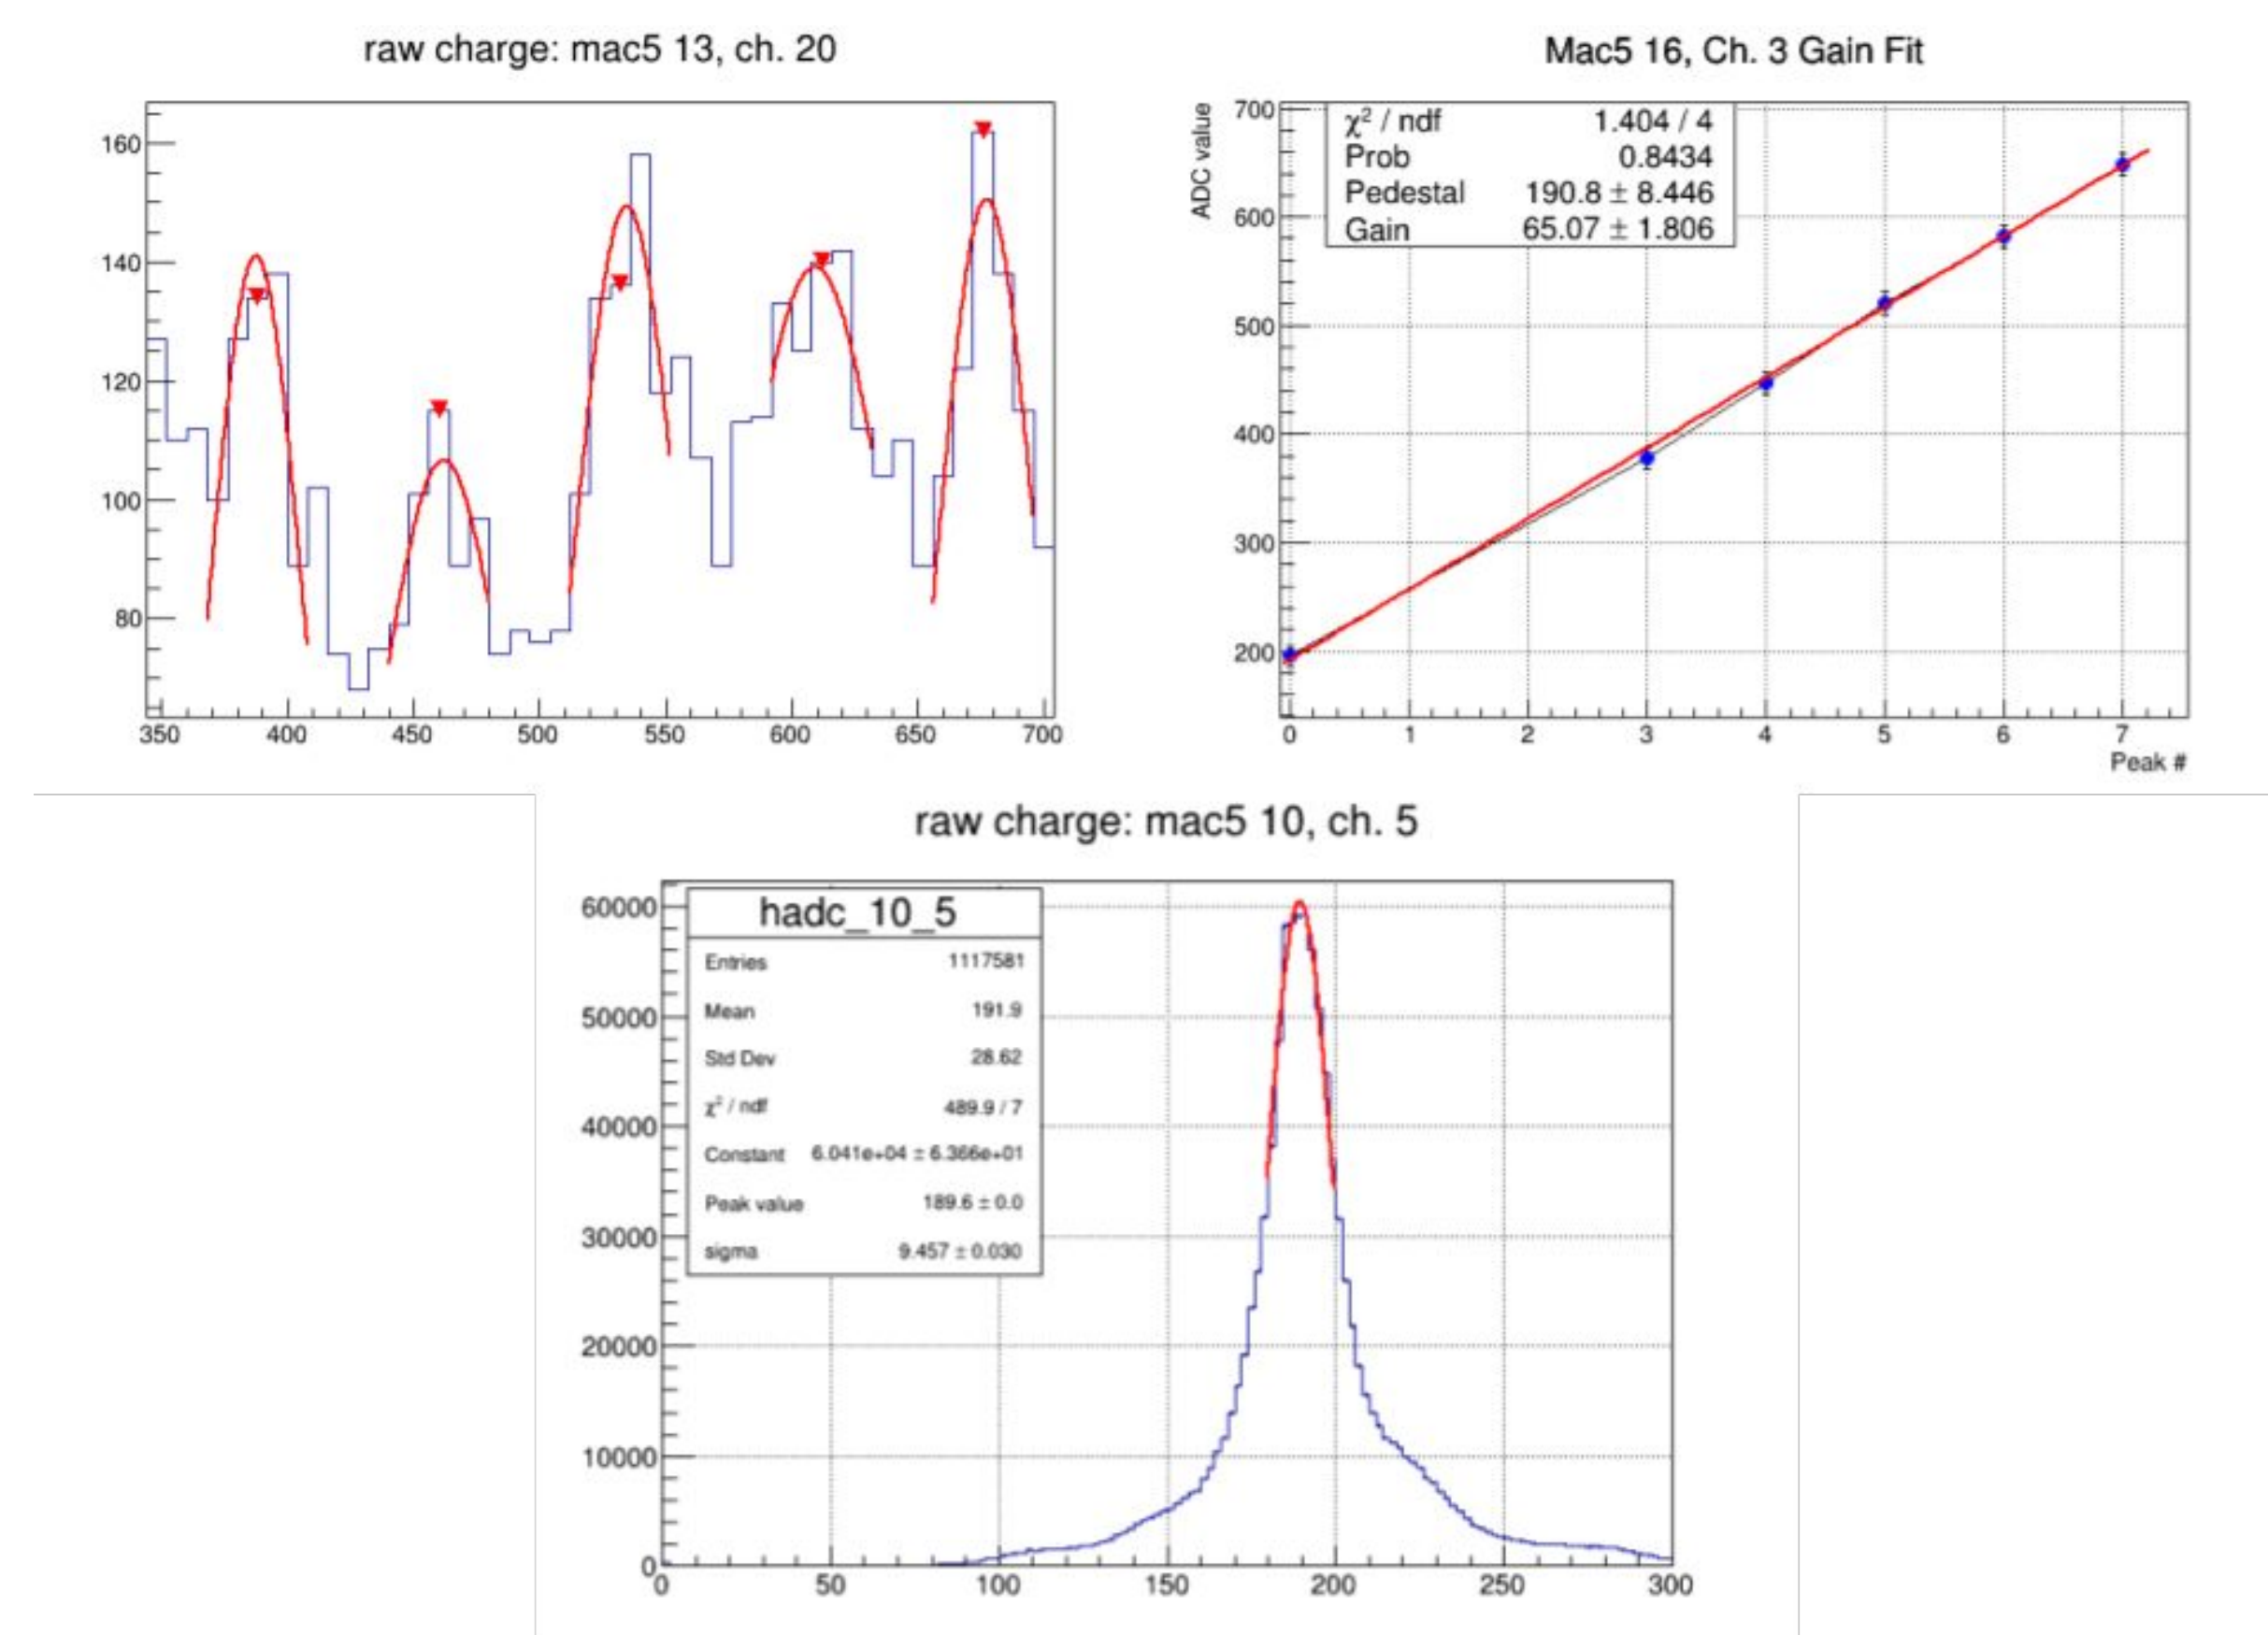 raw charge: mac5 13, ch. 20
160
140
120
100
80
350 400 450 500 550 600 650 700
Mac5 16, Ch. 3 Gain Fit
ADC value
χ² / ndf 1.404 / 4
Prob 0.8434
Pedestal 190.8 ± 8.446
Gain 65.07 ± 1.806
700
600
500
400
300
200
0 1 2 3 4 5 6 7
Peak #
raw charge: mac5 10, ch. 5
hadc_10_5
Entries 1117581
Mean 191.9
Std Dev 28.62
χ² / ndf 489.9 / 7
Constant 6.041e+04 ± 6.366e+01
Peak value 189.6 ± 0.0
sigma 9.457 ± 0.030
60000
50000
40000
30000
20000
10000
0
0 50 100 150 200 250 300